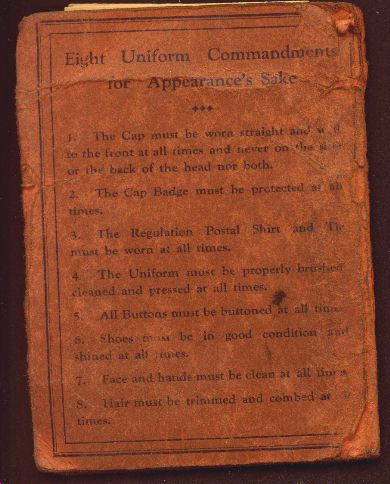 Eight Uniform Commandments
for Appearance's Sake
1. The Cap must be worn straight and
to the front at all times and never on the
or the back of the head nor both.
2. The Cap Badge must be protected at all
times.
3. The Regulation Postal Shirt and
must be worn at all times.
4. The Uniform must be properly brushed
cleaned and pressed at all times.
5. All Buttons must be buttoned at all times
6. Shoes must be in good condition and
shined at all times.
7. Face and hands must be clean at all times
8. Hair must be trimmed and combed at
times.